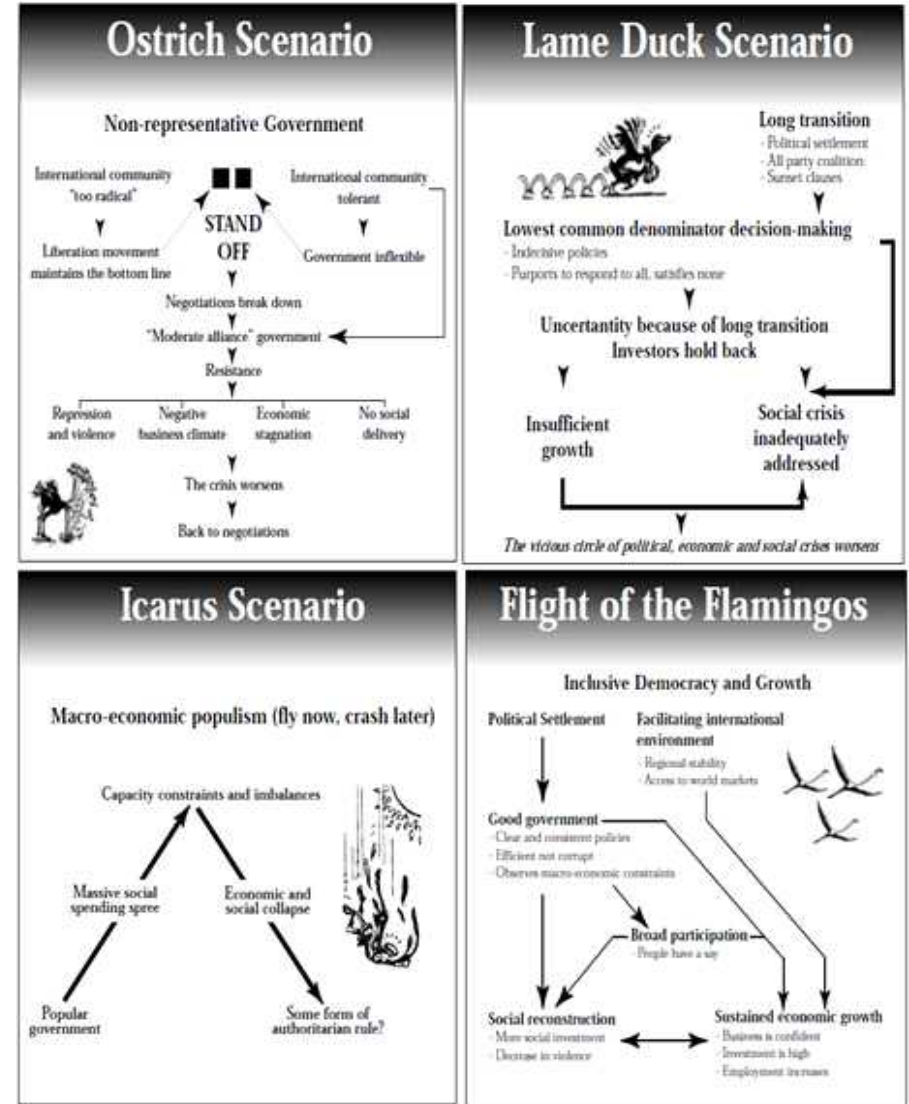 Ostrich Scenario
Non-representative Government
International community
"too radical"
International community
tolerant
STAND
OFF
Liberation movement
maintains the bottom line
Government inflexible
Negotiations break down
"Moderate alliance" government
Resistance
Repression
and violence
Negative
business climate
Economic
stagnation
No social
delivery
The crisis worsens
Back to negotiations
Lame Duck Scenario
Long transition
- Political settlement
- All party coalition
- Sunset clauses
Lowest common denominator decision-making
- Indecisive policies
- Purports to respond to all, satisfies none
Uncertantity because of long transition
Investors hold back
Insufficient
growth
Social crisis
inadequately
addressed
The vicious circle of political, economic and social crises worsens
Icarus Scenario
Macro-economic populism (fly now, crash later)
Capacity constraints and imbalances
Massive social
spending spree
Economic and
social collapse
Popular
government
Some form of
authoritarian rule?
Flight of the Flamingos
Inclusive Democracy and Growth
Political Settlement
Facilitating international
environment
- Regional stability
- Access to world markets
Good government
- Clear and consistent policies
- Efficient not corrupt
- Observes macro-economic constraints
Broad participation
- People have a say
Social reconstruction
- More social investment
- Decrease in violence
Sustained economic growth
- Business is confident
- Investment is high
- Employment increases